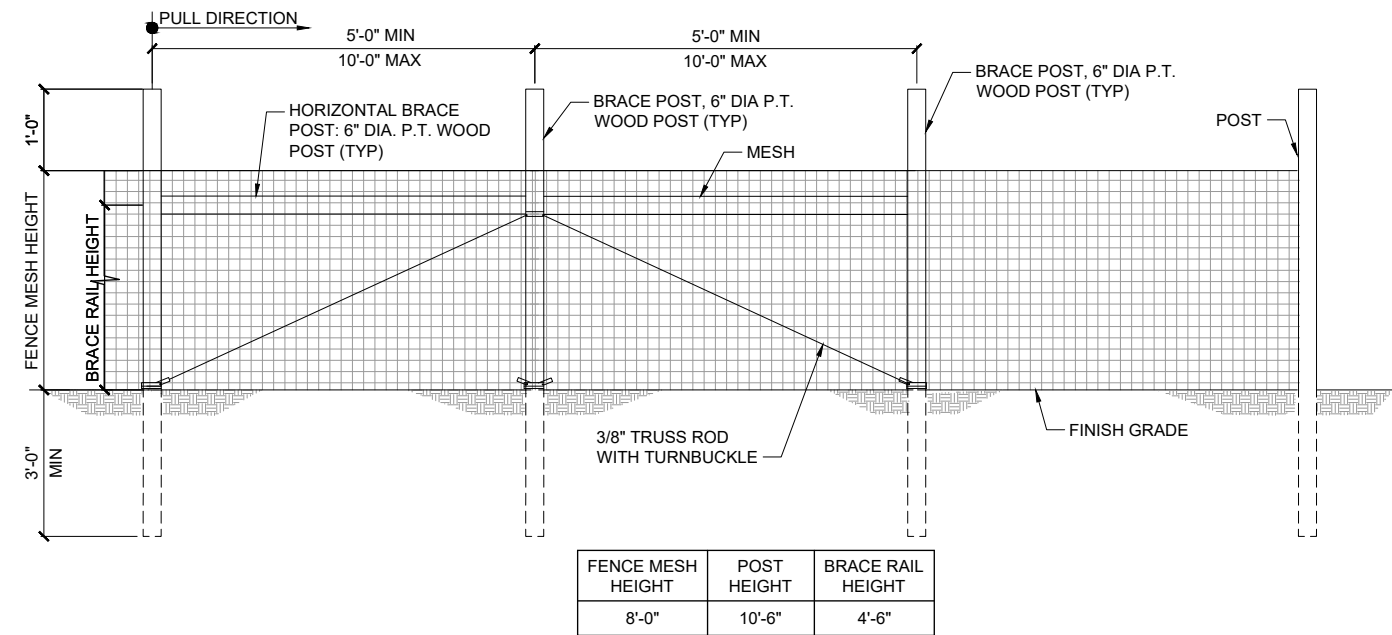 PULL DIRECTION
5'-0" MIN
10'-0" MAX
5'-0" MIN
10'-0" MAX
1'-0"
HORIZONTAL BRACE
POST: 6" DIA. P.T. WOOD
POST (TYP)
BRACE POST, 6" DIA P.T.
WOOD POST (TYP)
MESH
BRACE POST, 6" DIA P.T.
WOOD POST (TYP)
POST
FENCE MESH HEIGHT
BRACE RAIL HEIGHT
3'-0"
MIN
3/8" TRUSS ROD
WITH TURNBUCKLE
FINISH GRADE
FENCE MESH
HEIGHT
POST
HEIGHT
BRACE RAIL
HEIGHT
8'-0"
10'-6"
4'-6"